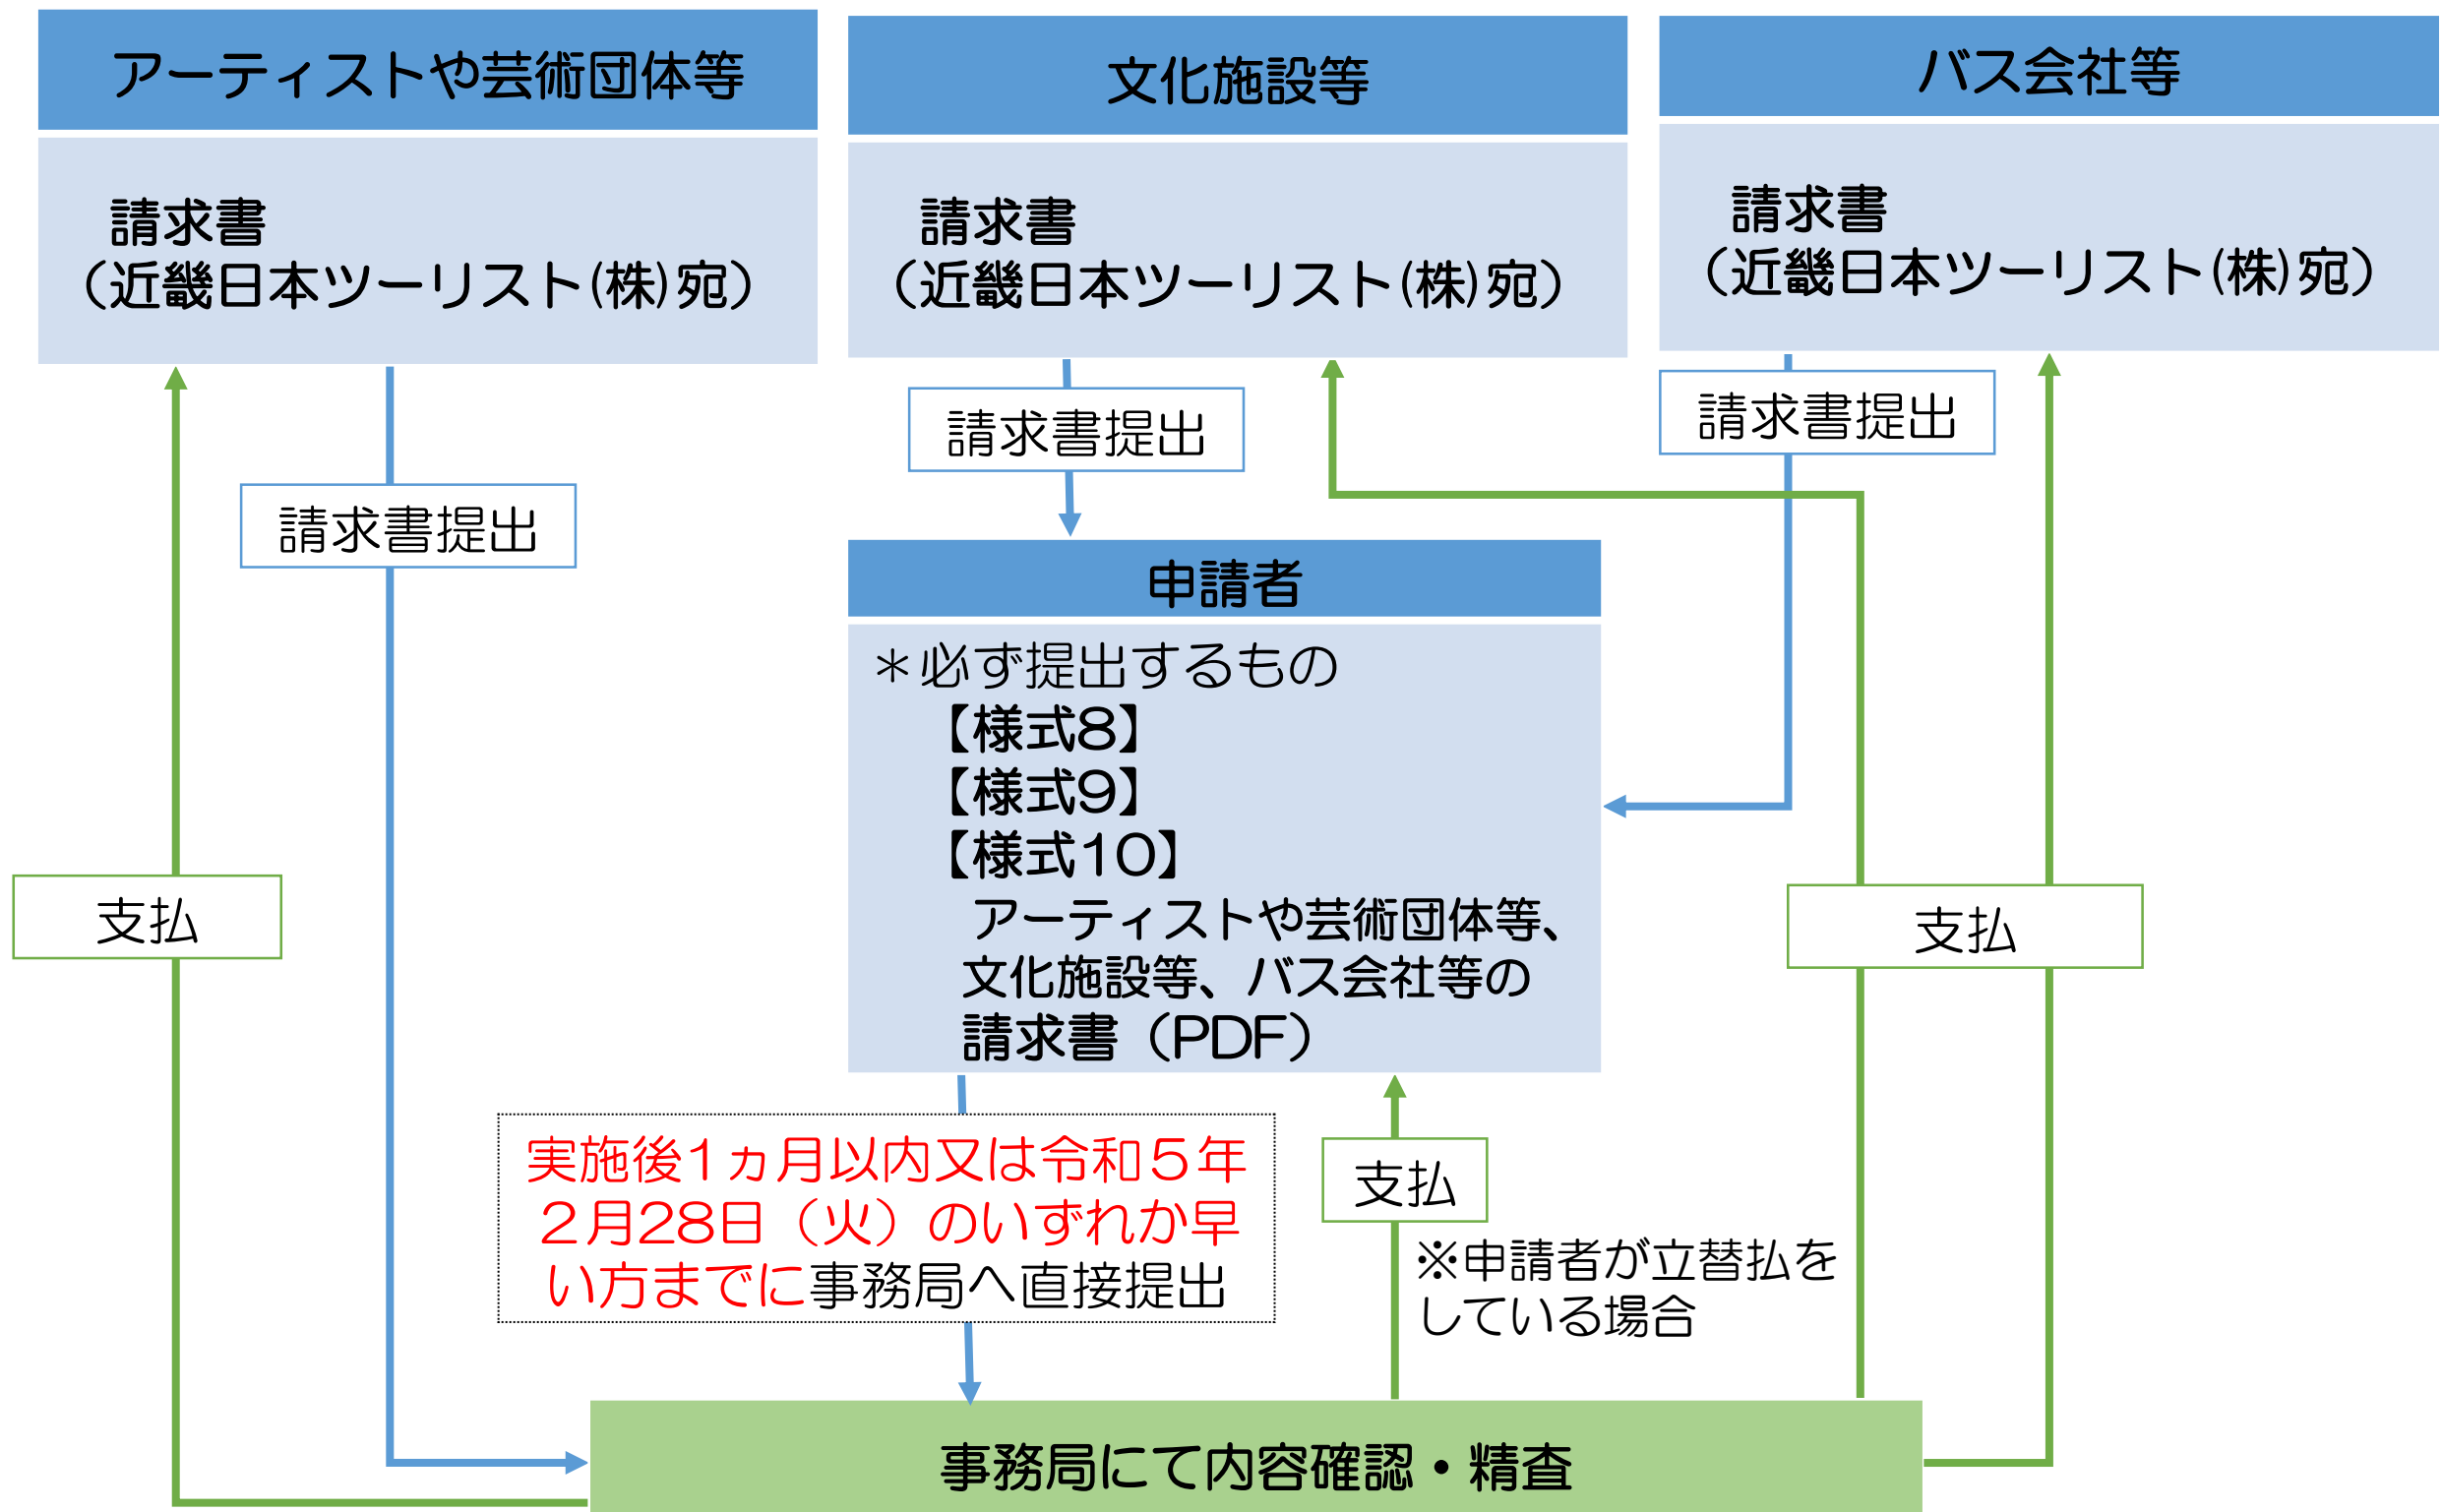 アーティストや芸術団体等
請求書
(近畿日本ツーリスト(株)宛)
文化施設等
請求書
(近畿日本ツーリスト(株)宛)
バス会社等
請求書
(近畿日本ツーリスト(株)宛)
請求書提出
請求書提出
請求書提出
申請者
＊必ず提出するもの
【様式８】
【様式９】
【様式１０】
アーティストや芸術団体等、
文化施設等、バス会社等の
請求書（PDF）
支払
支払
実施後１ヵ月以内又は令和５年
２月28日（火）のいずれか早
い方までに事務局へ直接提出
支払
※申請者が立替払を
している場合
事務局にて内容確認・精査